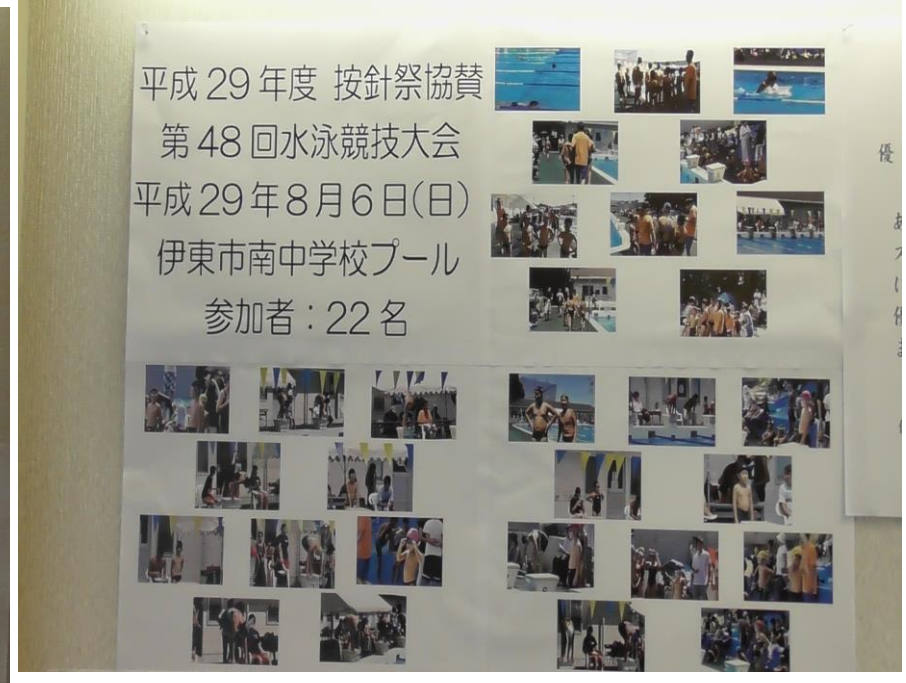 平成29年度 按針祭協賛
第48回水泳競技大会
平成29年8月6日(日)
伊東市南中学校プール
参加者：22名
優